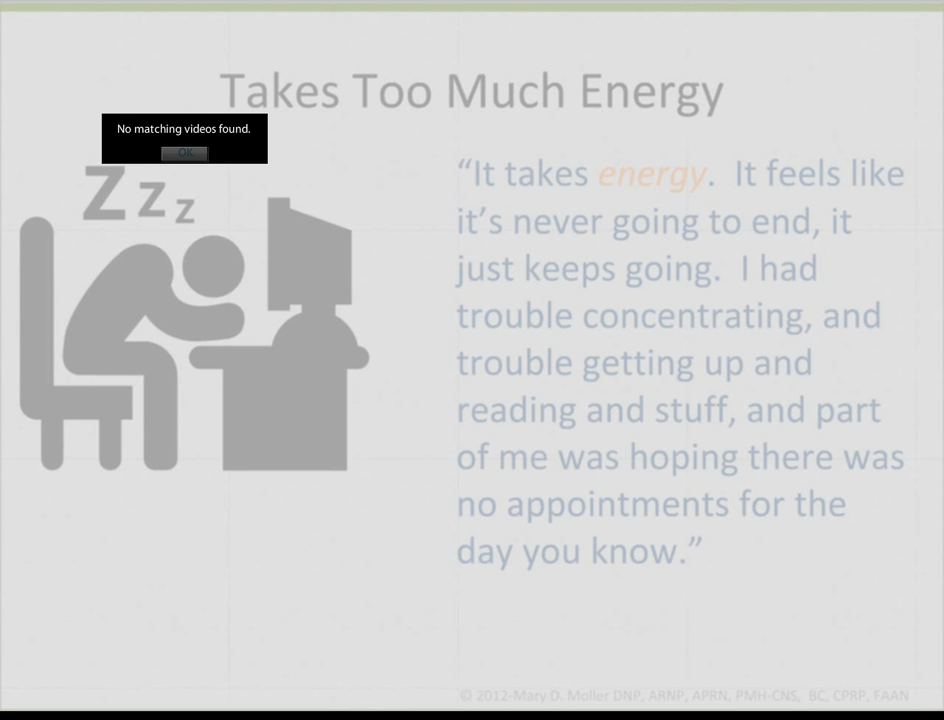 Takes Too Much Energy
No matching videos found.
OK
Z z z
“It takes energy.  It feels like
it’s never going to end, it
just keeps going.  I had
trouble concentrating, and
trouble getting up and
reading and stuff, and part
of me was hoping there was
no appointments for the
day you know.”
© 2012-Mary D. Moller DNP, ARNP, APRN, PMH-CNS,  BC, CPRP, FAAN